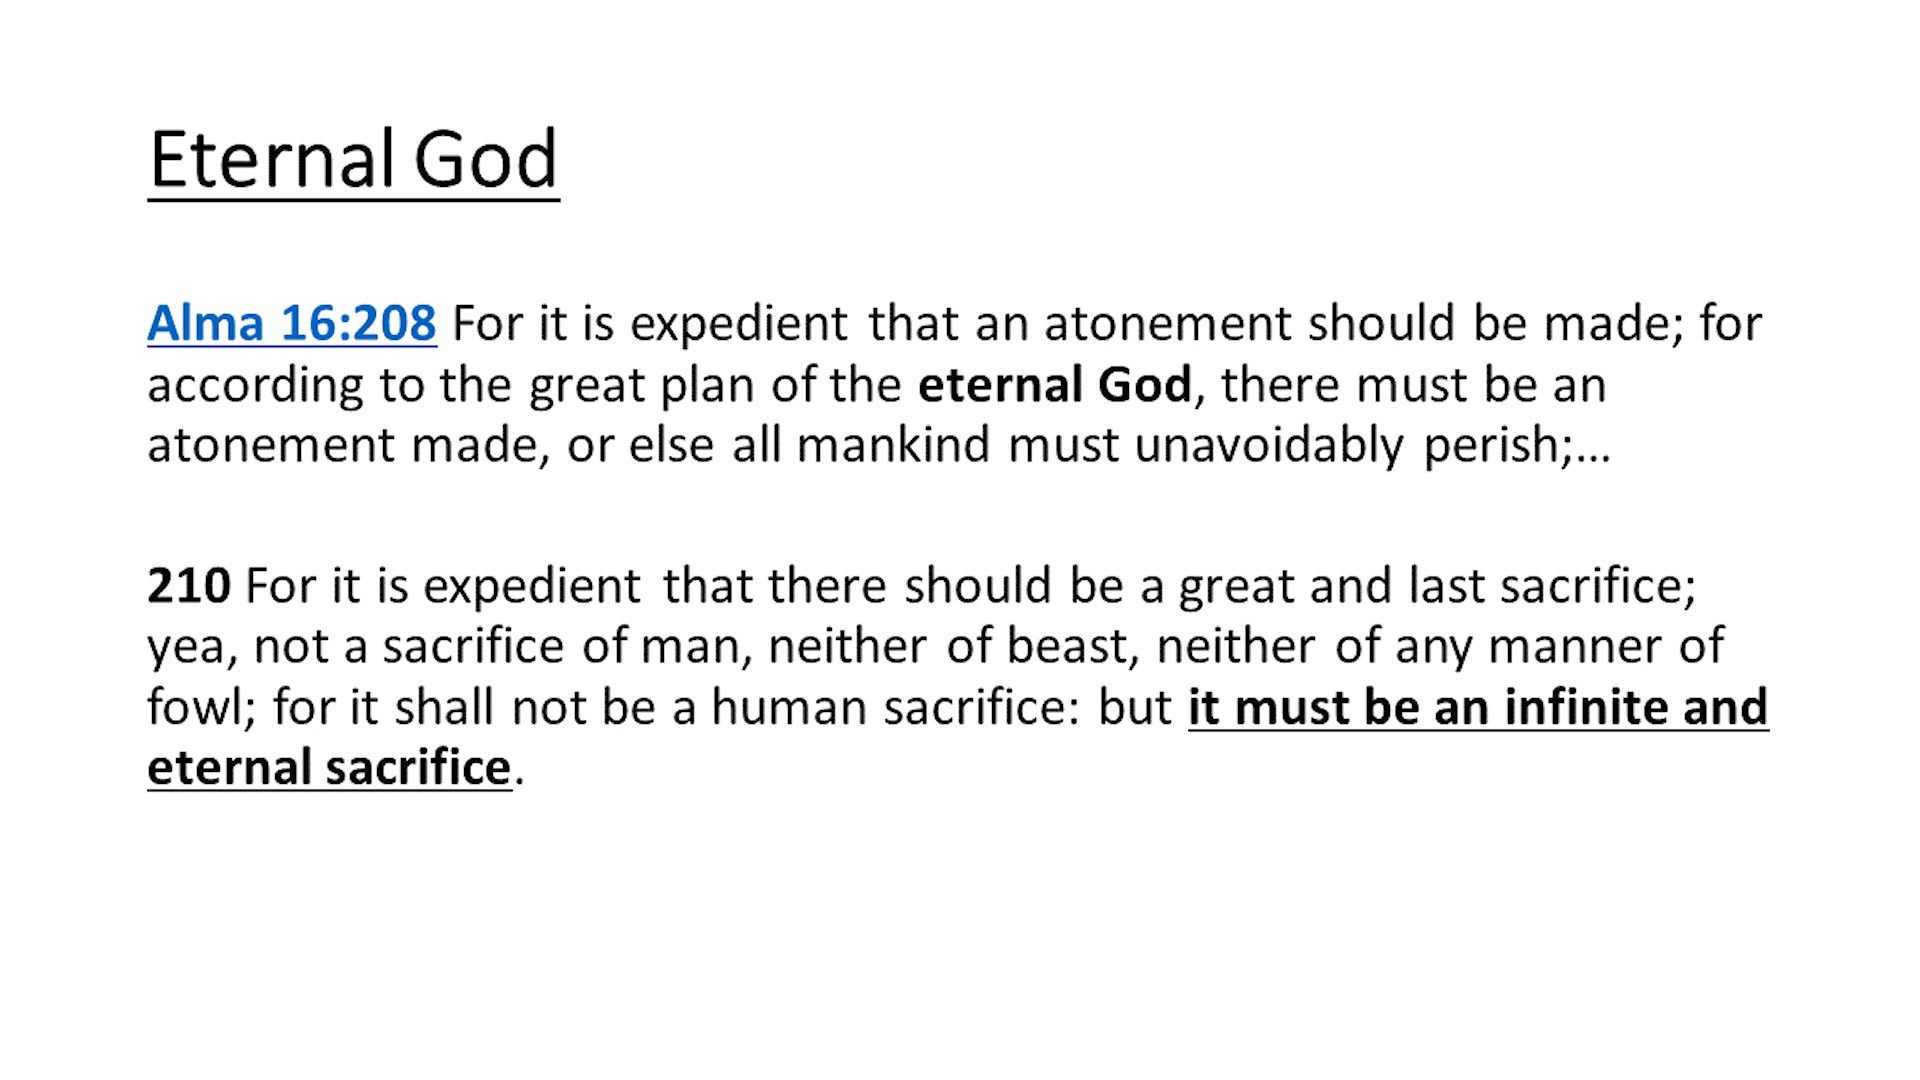 Eternal God
Alma 16:208 For it is expedient that an atonement should be made; for
according to the great plan of the eternal God, there must be an
atonement made, or else all mankind must unavoidably perish;...
210 For it is expedient that there should be a great and last sacrifice;
yea, not a sacrifice of man, neither of beast, neither of any manner of
fowl; for it shall not be a human sacrifice: but it must be an infinite and
eternal sacrifice.